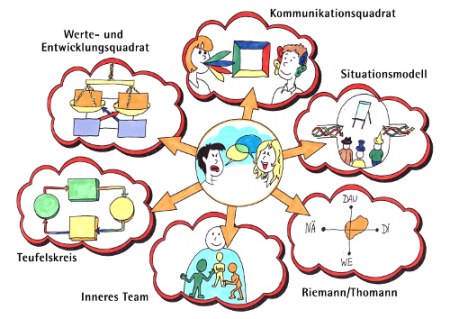 Kommunikationsquadrat
Werte- und
Entwicklungsquadrat
Situationsmodell
DAU
NÄ
DI
WE
Teufelskreis
Inneres Team
Riemann/Thomann